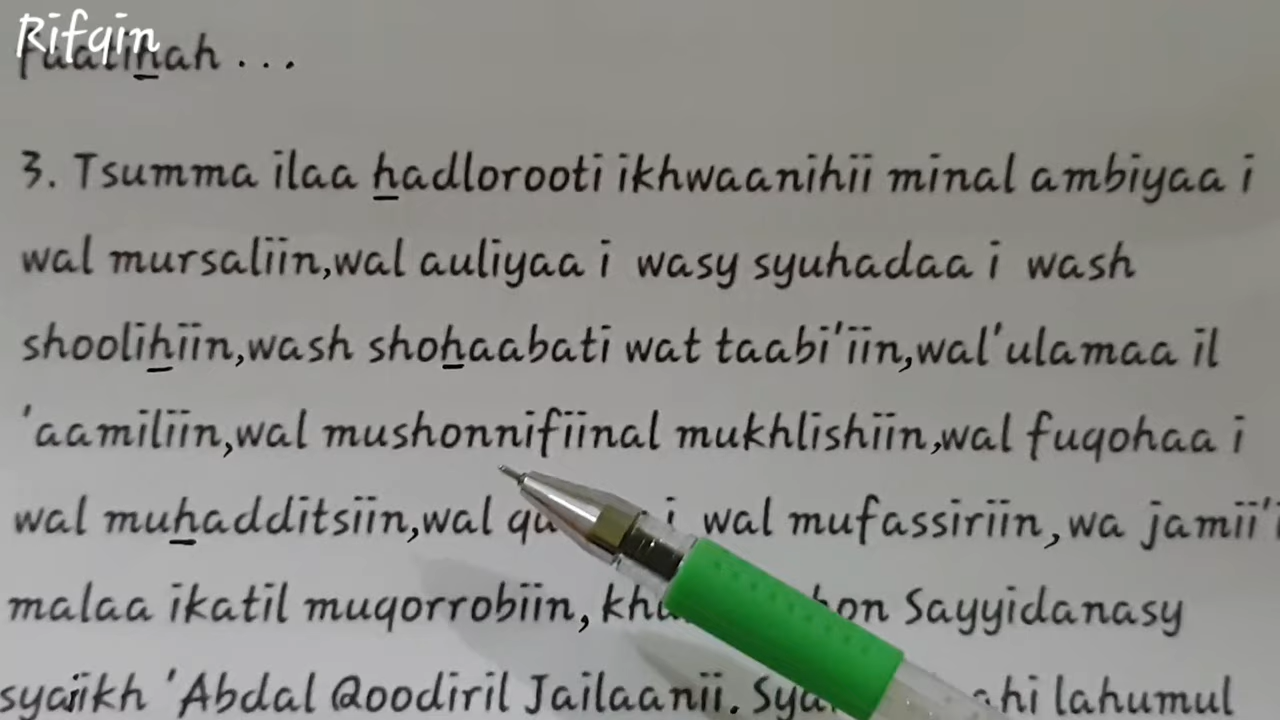 Rifqin
faatihah ...
3. Tsumma ilaa hadlorooti ikhwaanihii minal ambiyaa i
wal mursaliin,wal auliyaa i wasy syuhadaa i wash
shoolihiin,wash shohaabati wat taabi'iin,wal'ulamaa il
'aamiliin,wal mushonnifiinal mukhlishiin,wal fuqohaa i
wal muhadditsiin,wal i wal mufassiriin,wa jamii'i
malaa ikatil muqorrobiin, Sayyidanasy
syaikh 'Abdal Qoodiril Jailaanii. lahumul